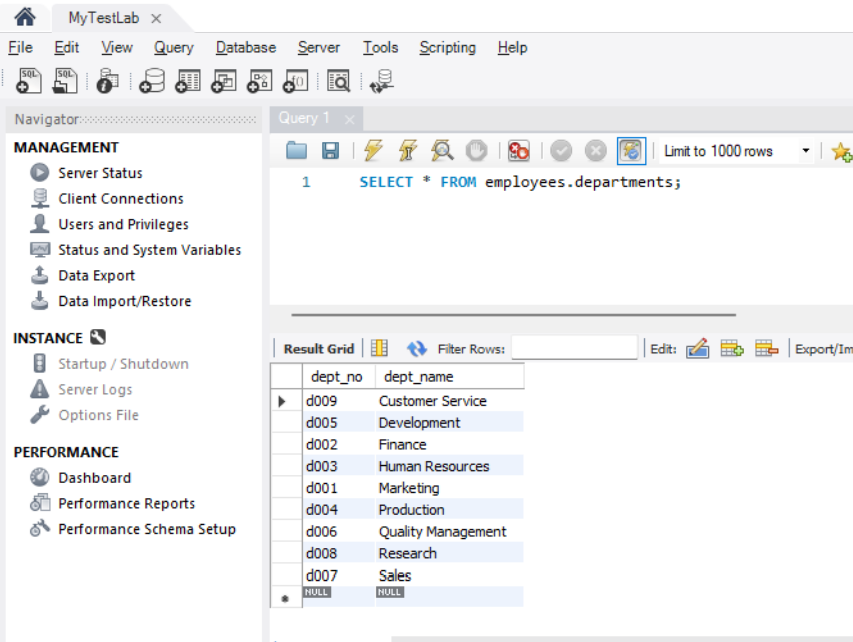 MyTestLab
File Edit View Query Database Server Tools Scripting Help
SQL SQL
Navigator
MANAGEMENT
Server Status
Client Connections
Users and Privileges
Status and System Variables
Data Export
Data Import/Restore
INSTANCE
Startup / Shutdown
Server Logs
Options File
PERFORMANCE
Dashboard
Performance Reports
Performance Schema Setup
Query 1
Limit to 1000 rows
1 SELECT * FROM employees.departments;
Result Grid Filter Rows: Edit: Export/Im
dept_no dept_name
d009 Customer Service
d005 Development
d002 Finance
d003 Human Resources
d001 Marketing
d004 Production
d006 Quality Management
d008 Research
d007 Sales
NULL NULL